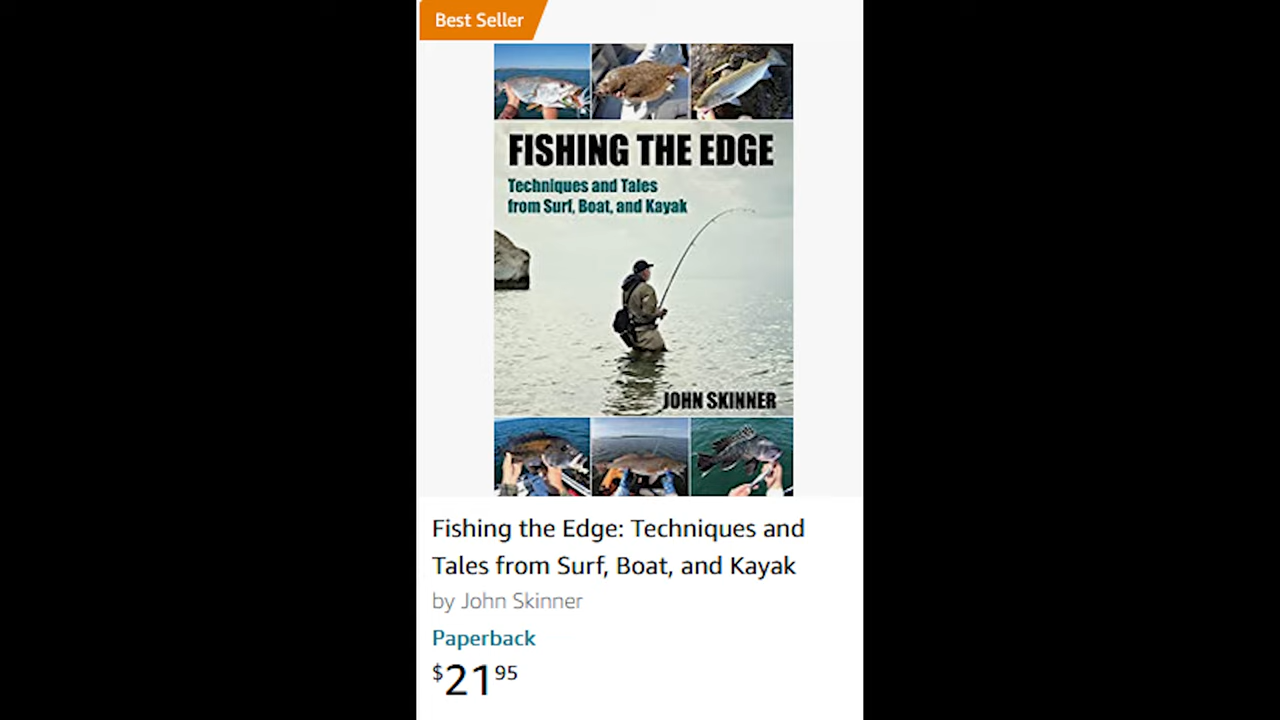 Best Seller
FISHING THE EDGE
Techniques and Tales
from Surf, Boat, and Kayak
JOHN SKINNER
Fishing the Edge: Techniques and
Tales from Surf, Boat, and Kayak
by John Skinner
Paperback
$21.95